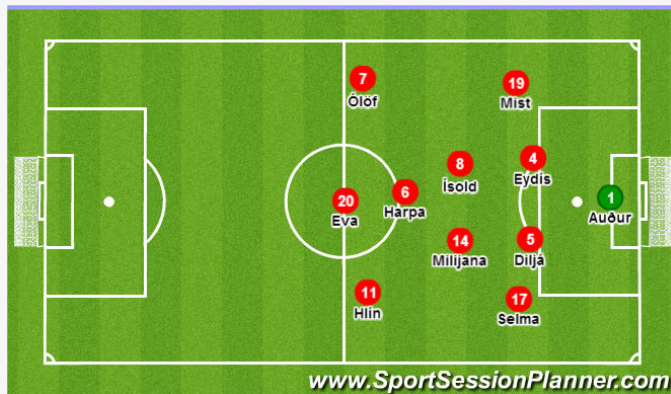 7
Ólöf
19
Mist
8
Ísold
4
Eydís
6
Harpa
20
Eva
1
Auður
14
Milijana
5
Diljá
11
Hlín
17
Selma
www.SportSessionPlanner.com